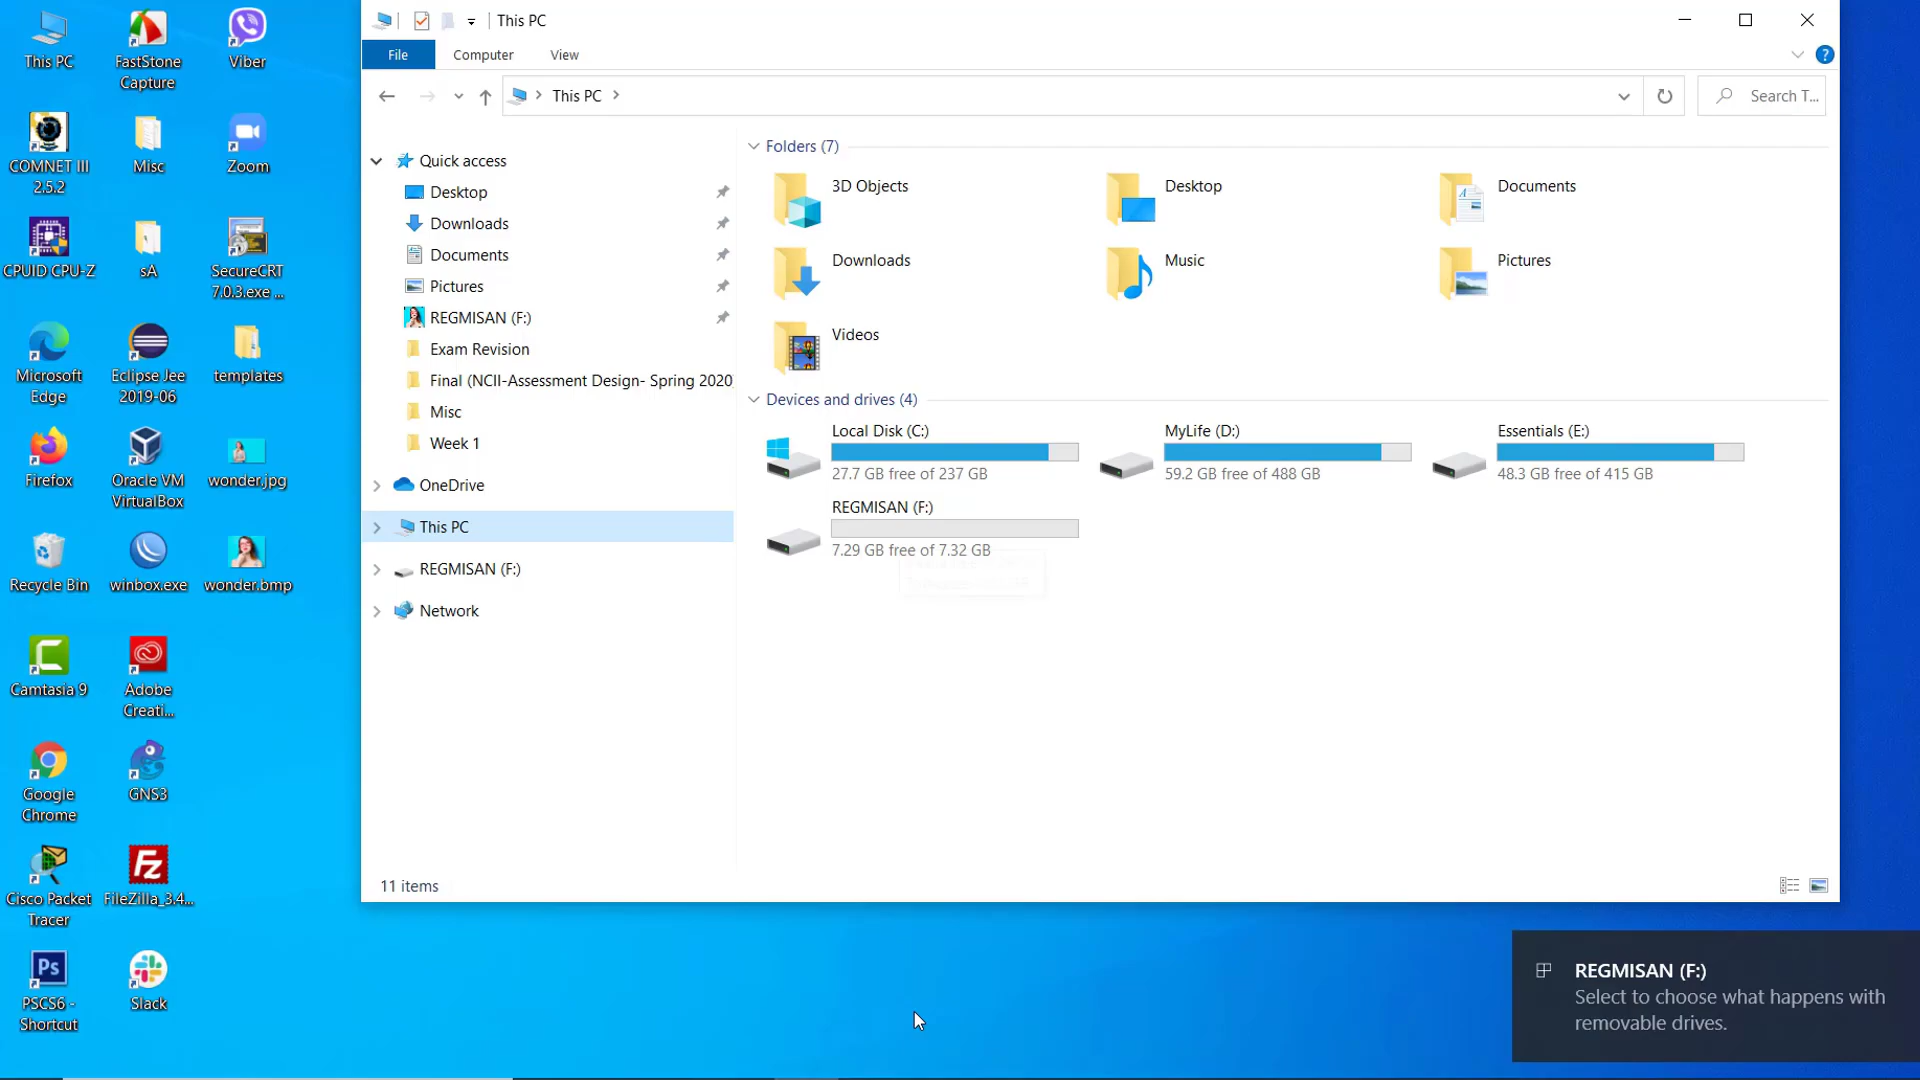 This PC
FastStone
Capture
Viber
COMNET III
2.5.2
Misc
Zoom
CPUID CPU-Z
sA
SecureCRT
7.0.3.exe ...
Microsoft
Edge
Eclipse Jee
2019-06
templates
Firefox
Oracle VM
VirtualBox
wonder.jpg
Recycle Bin
winbox.exe
wonder.bmp
Camtasia 9
Adobe
Creati...
Google
Chrome
GNS3
Cisco Packet
Tracer
FileZilla_3.4...
PSCS6 -
Shortcut
Slack
This PC
File
Computer
View
This PC
Search T...
Quick access
Desktop
Downloads
Documents
Pictures
REGMISAN (F:)
Exam Revision
Final (NCII-Assessment Design- Spring 2020
Misc
Week 1
OneDrive
This PC
REGMISAN (F:)
Network
Folders (7)
3D Objects
Desktop
Documents
Downloads
Music
Pictures
Videos
Devices and drives (4)
Local Disk (C:)
27.7 GB free of 237 GB
MyLife (D:)
59.2 GB free of 488 GB
Essentials (E:)
48.3 GB free of 415 GB
REGMISAN (F:)
7.29 GB free of 7.32 GB
11 items
REGMISAN (F:)
Select to choose what happens with
removable drives.